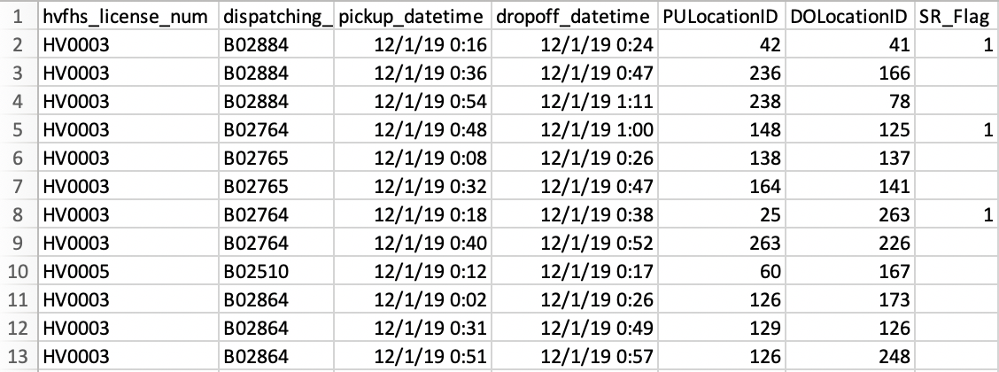 1 hvfhs_license_num dispatching_ pickup_datetime dropoff_datetime PULocationID DOLocationID SR_Flag
2 HV0003 B02884 12/1/19 0:16 12/1/19 0:24 42 41 1
3 HV0003 B02884 12/1/19 0:36 12/1/19 0:47 236 166
4 HV0003 B02884 12/1/19 0:54 12/1/19 1:11 238 78
5 HV0003 B02764 12/1/19 0:48 12/1/19 1:00 148 125 1
6 HV0003 B02765 12/1/19 0:08 12/1/19 0:26 138 137
7 HV0003 B02765 12/1/19 0:32 12/1/19 0:47 164 141
8 HV0003 B02764 12/1/19 0:18 12/1/19 0:38 25 263 1
9 HV0003 B02764 12/1/19 0:40 12/1/19 0:52 263 226
10 HV0005 B02510 12/1/19 0:12 12/1/19 0:17 60 167
11 HV0003 B02864 12/1/19 0:02 12/1/19 0:26 126 173
12 HV0003 B02864 12/1/19 0:31 12/1/19 0:49 129 126
13 HV0003 B02864 12/1/19 0:51 12/1/19 0:57 126 248